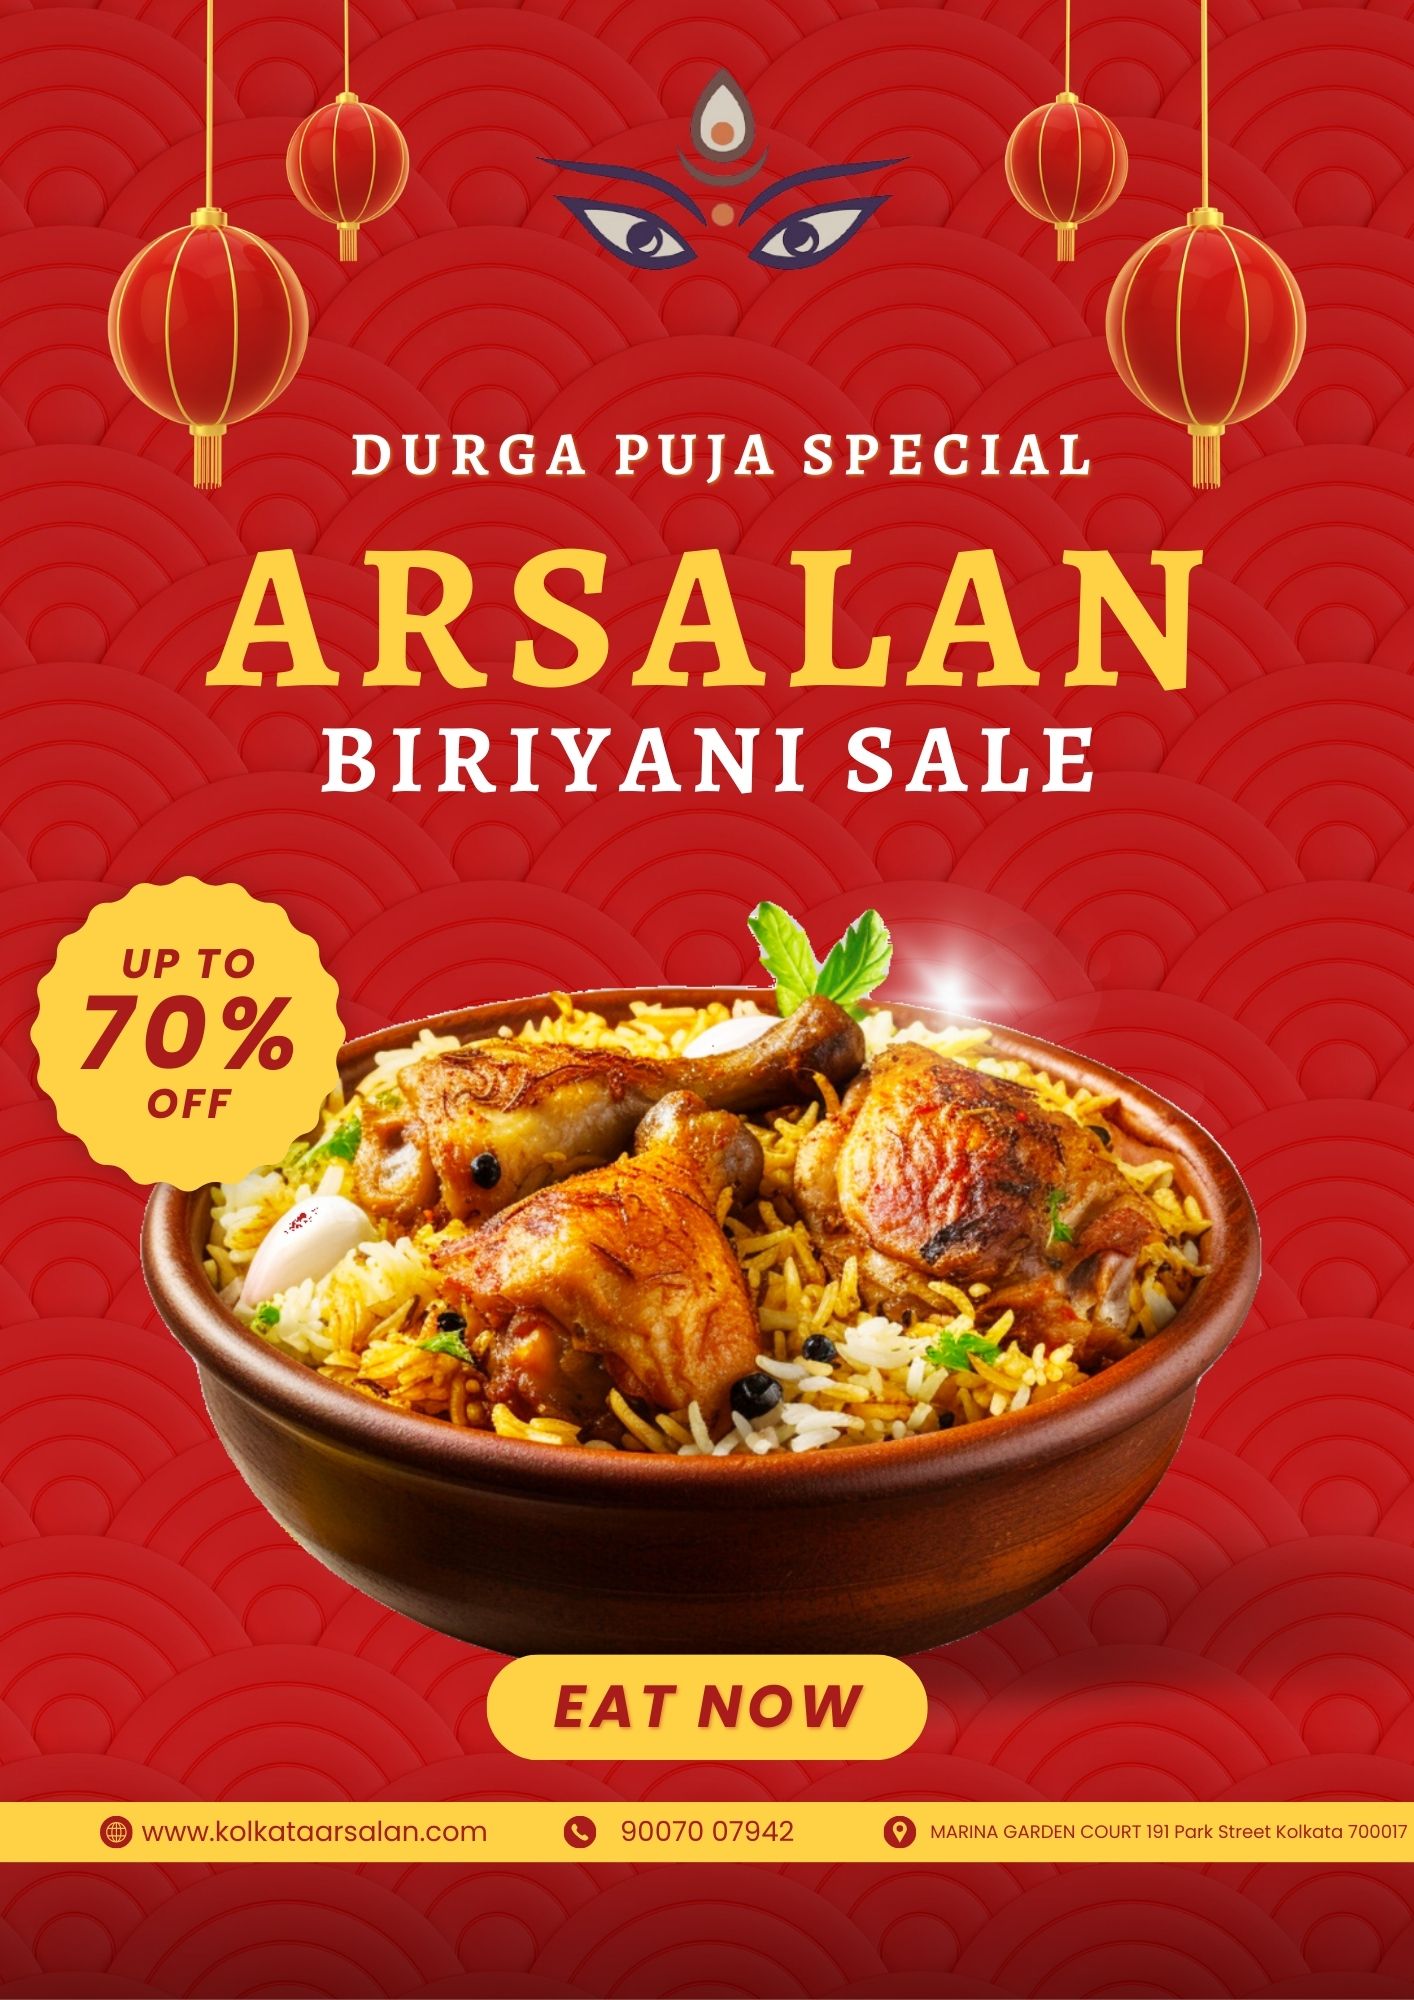 DURGA PUJA SPECIAL
ARSALAN
BIRIYANI SALE
UP TO
70%
OFF
EAT NOW
www.kolkataarsalan.com
90070 07942
MARINA GARDEN COURT 191 Park Street Kolkata 700017